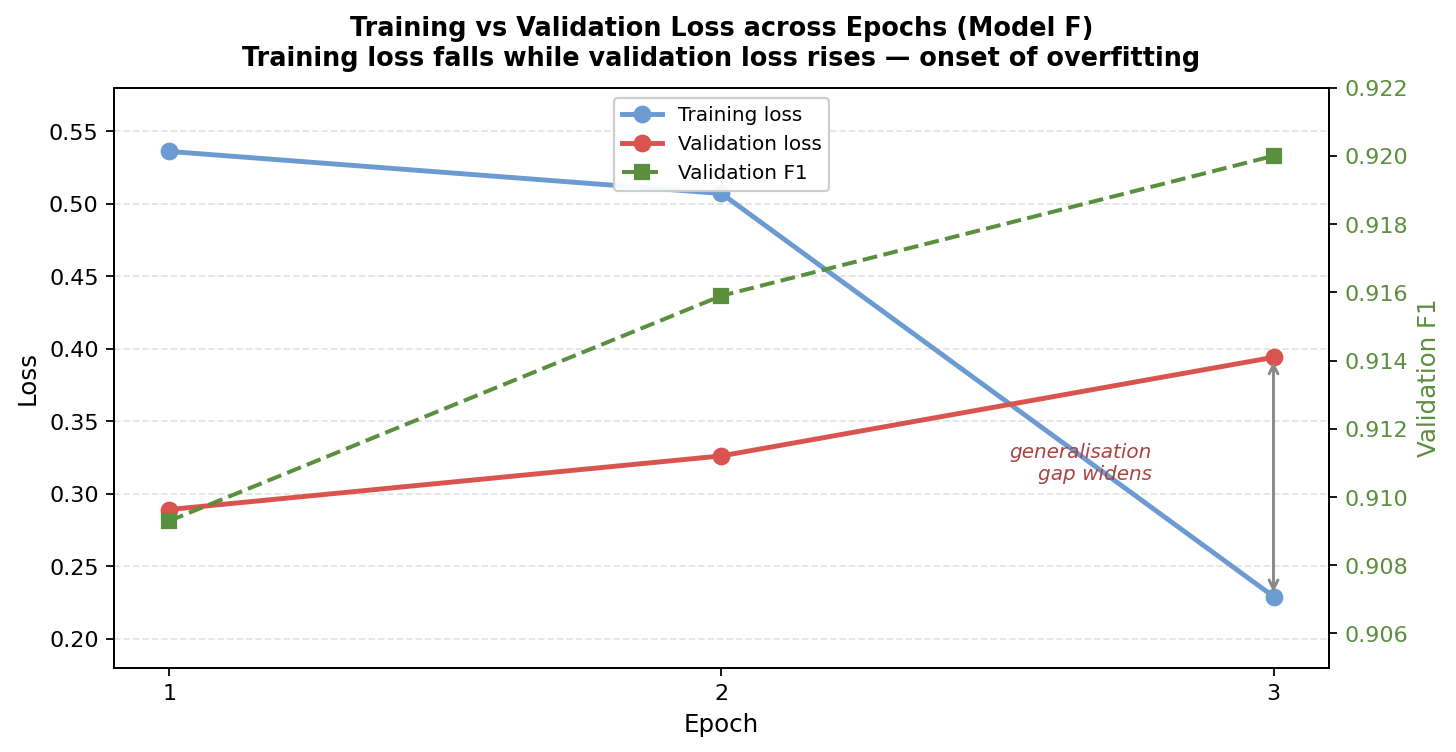 Training vs Validation Loss across Epochs (Model F)
Training loss falls while validation loss rises — onset of overfitting
Training loss
Validation loss
Validation F1
Loss
0.55
0.50
0.45
0.40
0.35
0.30
0.25
0.20
generalisation
gap widens
0.922
0.920
0.918
0.916
0.914
0.912
0.910
0.908
0.906
Validation F1
1
2
3
Epoch